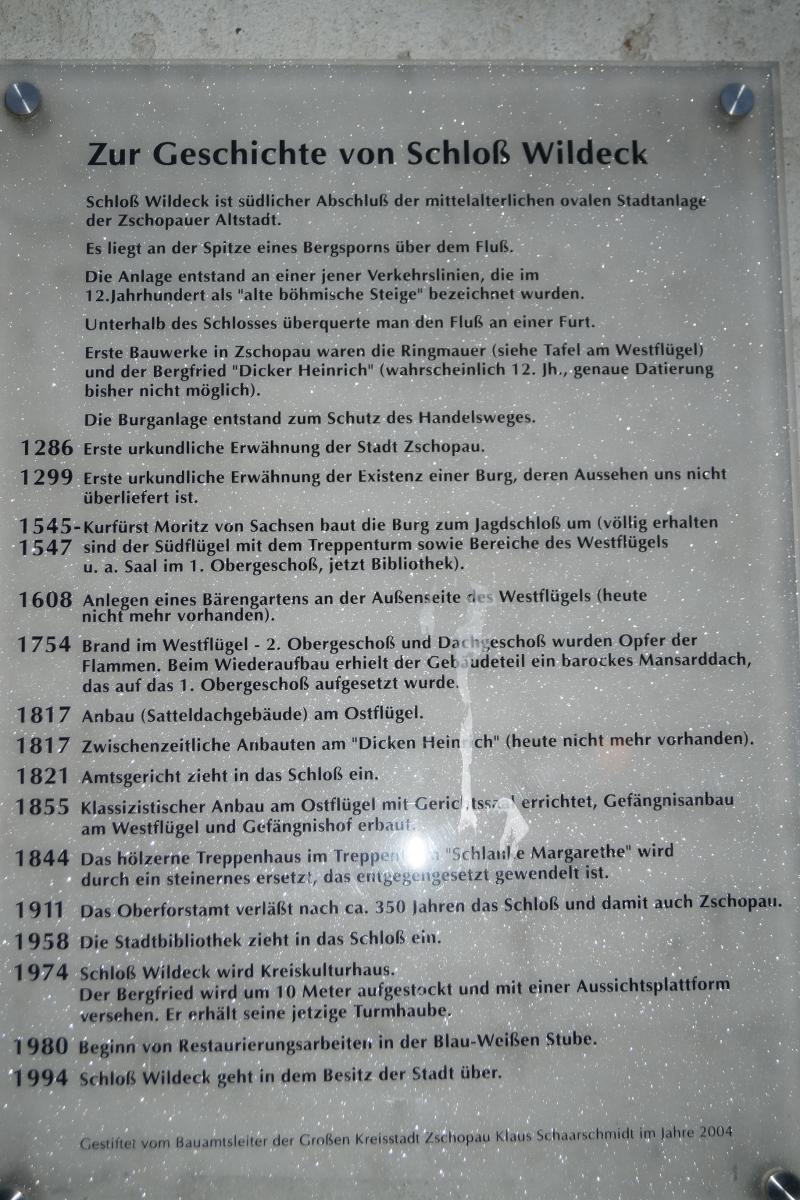 Zur Geschichte von Schloß Wildeck
Schloß Wildeck ist südlicher Abschluß der mittelalterlichen ovalen Stadtanlage
der Zschopauer Altstadt.
Es liegt an der Spitze eines Bergsporns über dem Fluß.
Die Anlage entstand an einer jener Verkehrslinien, die im
12.Jahrhundert als "alte böhmische Steige" bezeichnet wurden.
Unterhalb des Schlosses überquerte man den Fluß an einer Furt.
Erste Bauwerke in Zschopau waren die Ringmauer (siehe Tafel am Westflügel)
und der Bergfried "Dicker Heinrich" (wahrscheinlich 12. Jh., genaue Datierung
bisher nicht möglich).
Die Burganlage entstand zum Schutz des Handelsweges.
1286 Erste urkundliche Erwähnung der Stadt Zschopau.
1299 Erste urkundliche Erwähnung der Existenz einer Burg, deren Aussehen uns nicht
überliefert ist.
1545- Kurfürst Moritz von Sachsen baut die Burg zum Jagdschloß um (völlig erhalten
1547 sind der Südflügel mit dem Treppenturm sowie Bereiche des Westflügels
u. a. Saal im 1. Obergeschoß, jetzt Bibliothek).
1608 Anlegen eines Bärengartens an der Außenseite des Westflügels (heute
nicht mehr vorhanden).
1754 Brand im Westflügel - 2. Obergeschoß und Dachgeschoß wurden Opfer der
Flammen. Beim Wiederaufbau erhielt der Gebäudeteil ein barockes Mansarddach,
das auf das 1. Obergeschoß aufgesetzt wurde.
1817 Anbau (Satteldachgebäude) am Ostflügel.
1817 Zwischenzeitliche Anbauten am "Dicken Heinrich" (heute nicht mehr vorhanden).
1821 Amtsgericht zieht in das Schloß ein.
1855 Klassizistischer Anbau am Ostflügel mit Gerichtssaal errichtet, Gefängnisanbau
am Westflügel und Gefängnishof erbaut.
1844 Das hölzerne Treppenhaus im Treppenturm "Schlanke Margarethe" wird
durch ein steinernes ersetzt, das entgegengesetzt gewendelt ist.
1911 Das Oberforstamt verläßt nach ca. 350 Jahren das Schloß und damit auch Zschopau.
1958 Die Stadtbibliothek zieht in das Schloß ein.
1974 Schloß Wildeck wird Kreiskulturhaus.
Der Bergfried wird um 10 Meter aufgestockt und mit einer Aussichtsplattform
versehen. Er erhält seine jetzige Turmhaube.
1980 Beginn von Restaurierungsarbeiten in der Blau-Weißen Stube.
1994 Schloß Wildeck geht in dem Besitz der Stadt über.
Gestiftet vom Bauamtsleiter der Großen Kreisstadt Zschopau Klaus Schaarschmidt im Jahre 2004